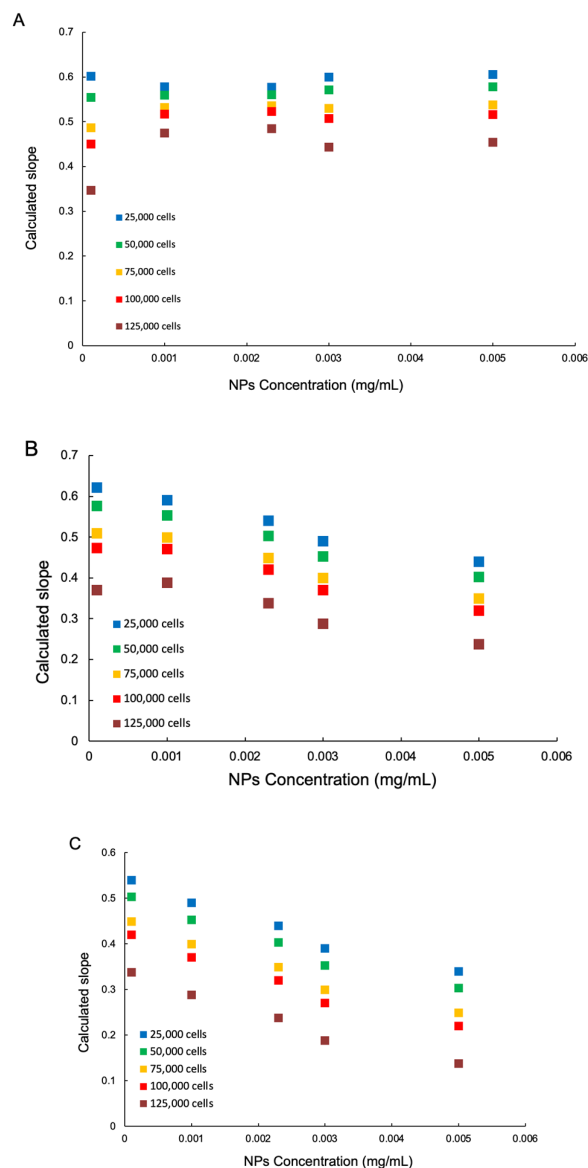 A
0.7
0.6
0.5
0.4
0.3
0.2
0.1
0
Calculated slope
25,000 cells
50,000 cells
75,000 cells
100,000 cells
125,000 cells
0 0.001 0.002 0.003 0.004 0.005 0.006
NPs Concentration (mg/mL)
B
0.7
0.6
0.5
0.4
0.3
0.2
0.1
0
Calculated slope
25,000 cells
50,000 cells
75,000 cells
100,000 cells
125,000 cells
0 0.001 0.002 0.003 0.004 0.005 0.006
NPs Concentration (mg/mL)
C
0.6
0.5
0.4
0.3
0.2
0.1
0
Calculated slope
25,000 cells
50,000 cells
75,000 cells
100,000 cells
125,000 cells
0 0.001 0.002 0.003 0.004 0.005 0.006
NPs Concentration (mg/mL)